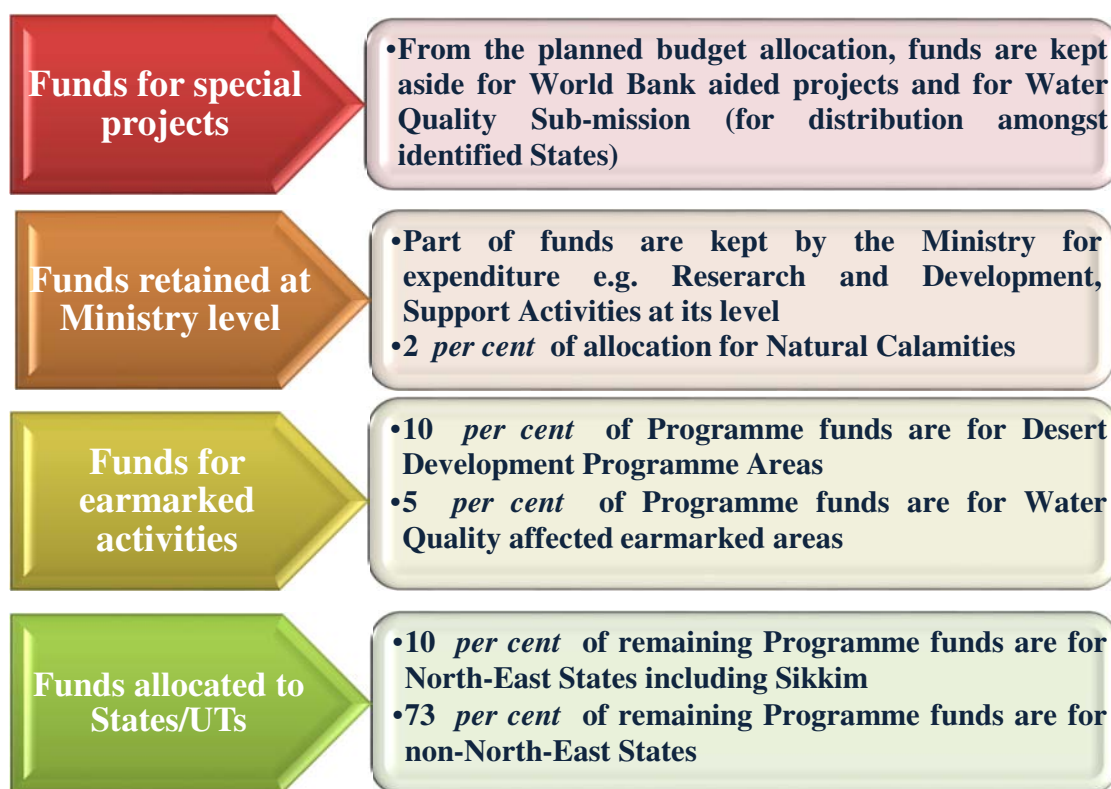 Funds for special
projects
•From the planned budget allocation, funds are kept
aside for World Bank aided projects and for Water
Quality Sub-mission (for distribution amongst
identified States)
Funds retained at
Ministry level
•Part of funds are kept by the Ministry for
expenditure e.g. Reserarch and Development,
Support Activities at its level
•2 per cent of allocation for Natural Calamities
Funds for
earmarked
activities
•10 per cent of Programme funds are for Desert
Development Programme Areas
•5 per cent of Programme funds are for Water
Quality affected earmarked areas
Funds allocated to
States/UTs
•10 per cent of remaining Programme funds are for
North-East States including Sikkim
•73 per cent of remaining Programme funds are for
non-North-East States